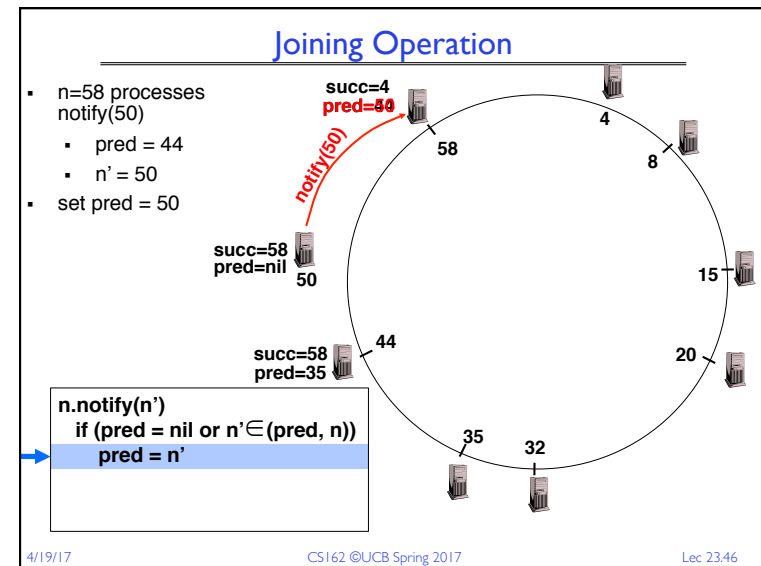 Joining Operation
▪ n=58 processes
notify(50)
▪ pred = 44
▪ n’ = 50
▪ set pred = 50
succ=4
pred=50
58
notify(50)
succ=58
pred=nil
50
succ=58
pred=35
44
4
8
15
20
32
35
n.notify(n’)
if (pred = nil or n’∈(pred, n))
pred = n’
4/19/17
CS162 ©UCB Spring 2017
Lec 23.46